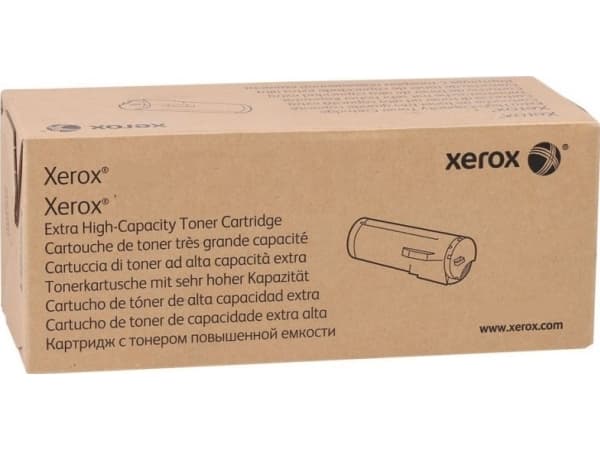 xerox
Xerox®
Xerox®
Extra High-Capacity Toner Cartridge
Cartouche de toner très grande capacité
Cartuccia di toner ad alta capacità extra
Tonerkartusche mit sehr hoher Kapazität
Cartucho de tóner de alta capacidad extra
Cartucho de toner de capacidade extra alta
Картридж с тонером повышенной емкости
xerox
www.xerox.com